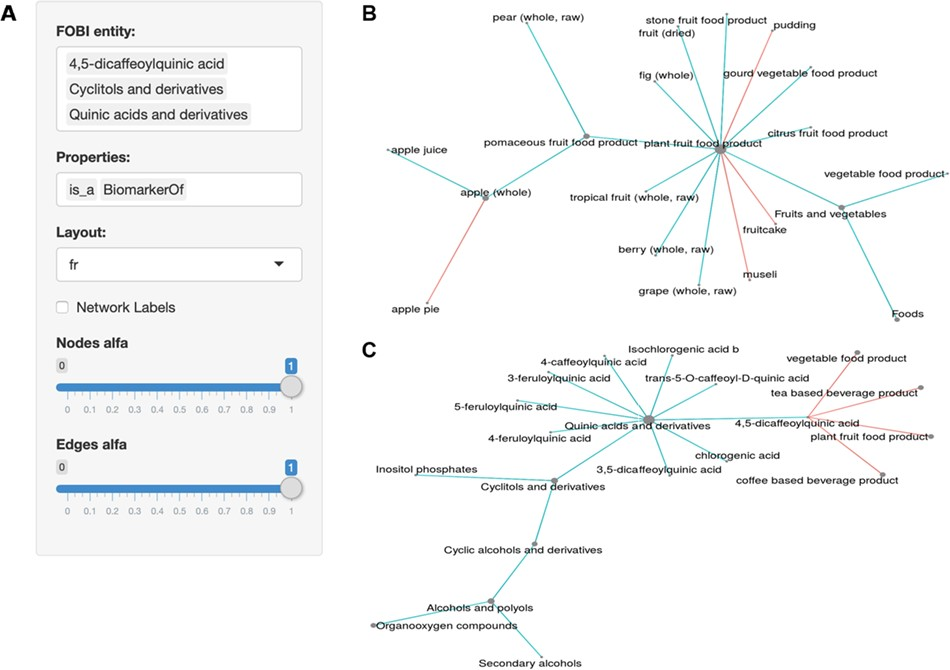 A
FOBI entity:
4,5-dicaffeoylquinic acid
Cyclitols and derivatives
Quinic acids and derivatives
Properties:
is_a BiomarkerOf
Layout:
fr
Network Labels
Nodes alfa
0 1
0 0.1 0.2 0.3 0.4 0.5 0.6 0.7 0.8 0.9 1
Edges alfa
0 1
0 0.1 0.2 0.3 0.4 0.5 0.6 0.7 0.8 0.9 1
B
pear (whole, raw)
stone fruit food product
pudding
fruit (dried)
fig (whole)
gourd vegetable food product
citrus fruit food product
pomaceous fruit food product
plant fruit food product
apple juice
vegetable food product
apple (whole)
tropical fruit (whole, raw)
Fruits and vegetables
fruitcake
berry (whole, raw)
museli
grape (whole, raw)
apple pie
Foods
C
Isochlorogenic acid b
4-caffeoylquinic acid
vegetable food product
3-feruloylquinic acid
trans-5-O-caffeoyl-D-quinic acid
tea based beverage product
5-feruloylquinic acid
Quinic acids and derivatives
4,5-dicaffeoylquinic acid
4-feruloylquinic acid
plant fruit food product
chlorogenic acid
Inositol phosphates
3,5-dicaffeoylquinic acid
coffee based beverage product
Cyclitols and derivatives
Cyclic alcohols and derivatives
Alcohols and polyols
Organooxygen compounds
Secondary alcohols